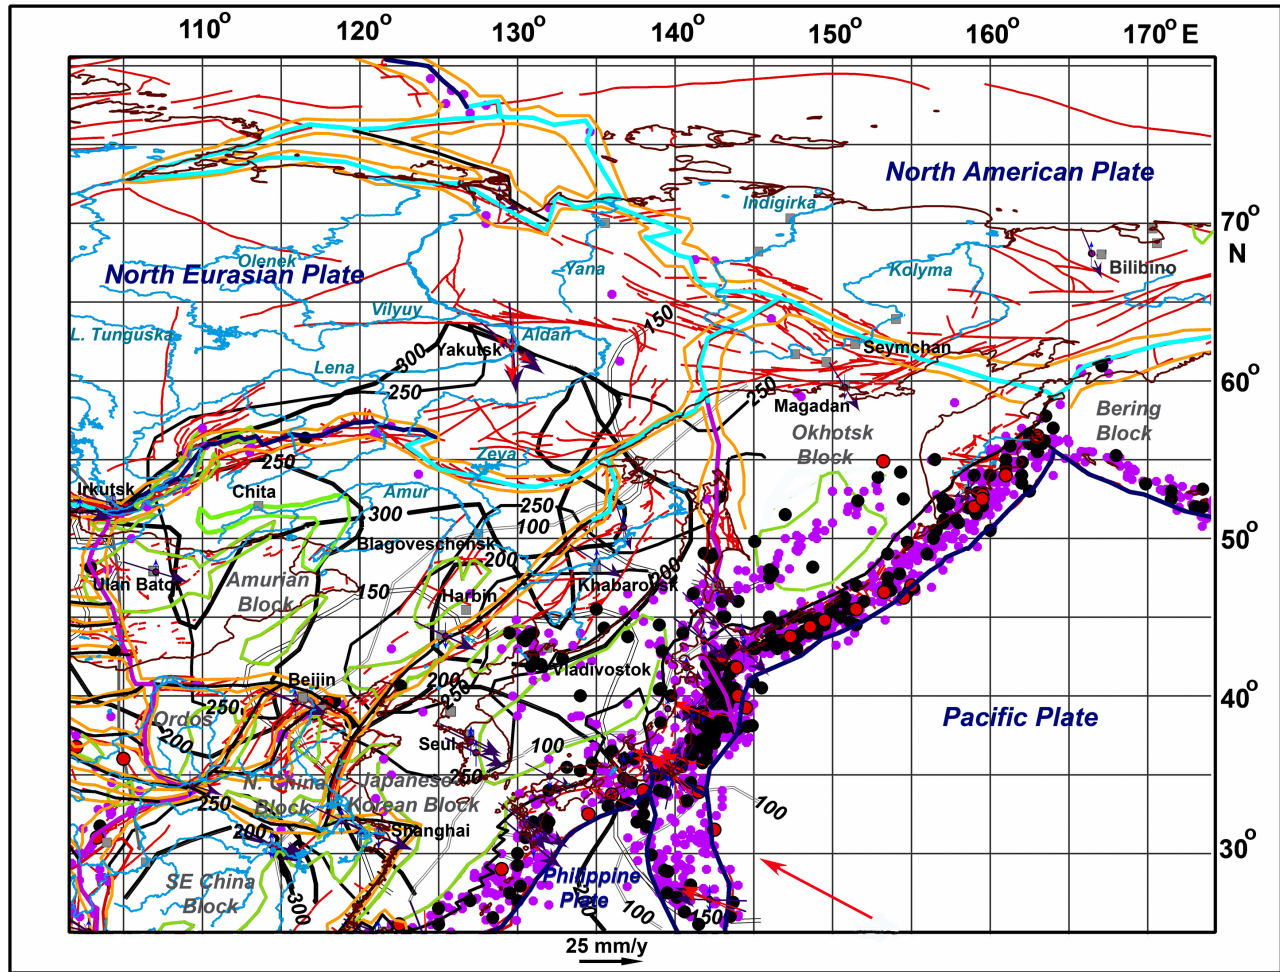 110° 120° 130° 140° 150° 160° 170° E
North American Plate
Indigirka
70°
N
Olenek
North Eurasian Plate
Yana
Kolyma
Bilibino
Vilyuy
L. Tunguska
Aldan
150
Yakutsk
300
Seymchan
Lena
250
250
60°
Magadan
Bering
Block
Okhotsk
Block
250
Zeya
Irkutsk
Chita
Amur
300
250
100
50°
Blagoveschensk
200
200
Ulan Bator
Amurian
Block
150
Harbin
Khabarovsk
Beijin
200
250
Vladivostok
40°
250
Ordos
200
Seul
100
Pacific Plate
250
N. China
Block
Japanese-
Korean Block
250
100
200
Shanghai
30°
SE China
Block
300
Philippine
Plate
200
100
150
25 mm/y